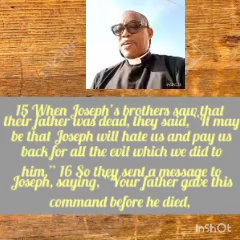 15 When Joseph's brothers saw that
their father was dead, they said, "It may
be that Joseph will hate us and pay us
back for all the evil which we did to
him." 16 So they sent a message to
Joseph, saying, "Your father gave this
command before he died,
InShOt